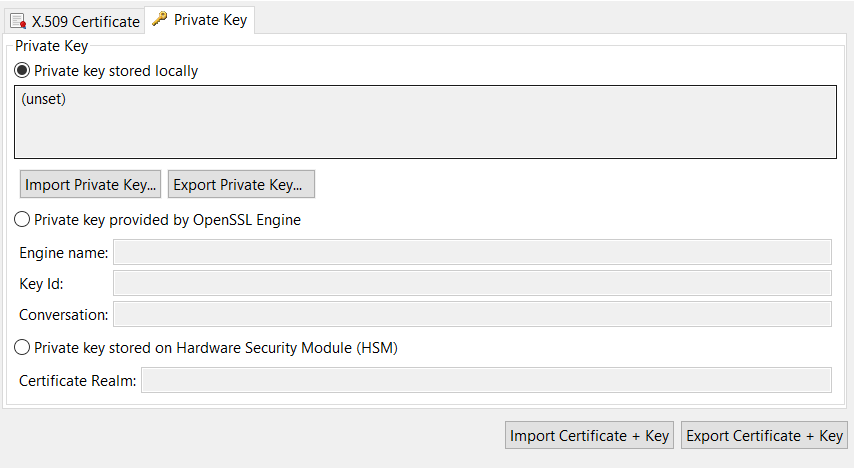 X.509 Certificate Private Key
Private Key
Private key stored locally
(unset)
Import Private Key... Export Private Key...
Private key provided by OpenSSL Engine
Engine name:
Key Id:
Conversation:
Private key stored on Hardware Security Module (HSM)
Certificate Realm:
Import Certificate + Key Export Certificate + Key